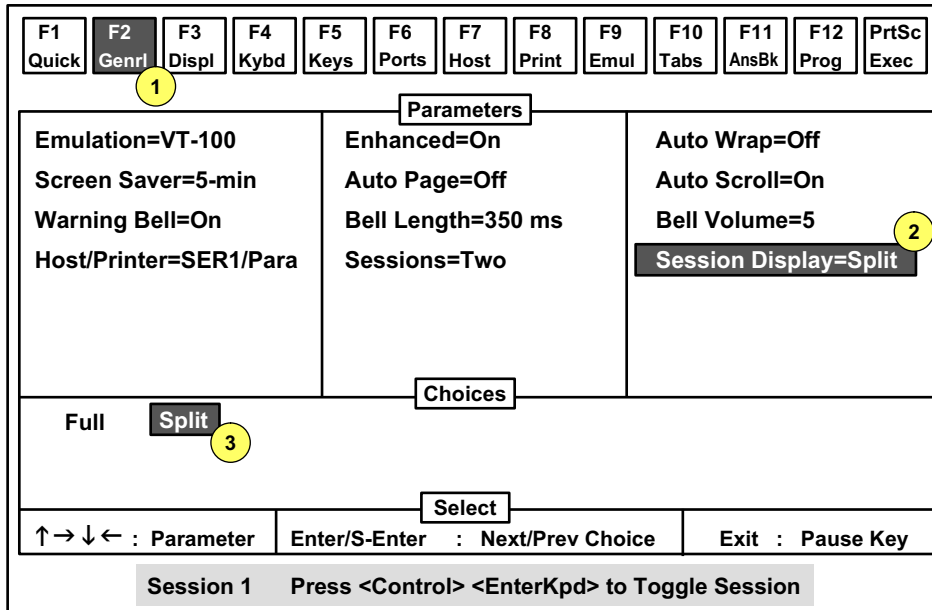 F1 F2 F3 F4 F5 F6 F7 F8 F9 F10 F11 F12 PrtSc
Quick Genrl Displ Kybd Keys Ports Host Print Emul Tabs AnsBk Prog Exec
1
Parameters
Emulation=VT-100 Enhanced=On Auto Wrap=Off
Screen Saver=5-min Auto Page=Off Auto Scroll=On
Warning Bell=On Bell Length=350 ms Bell Volume=5
2
Host/Printer=SER1/Para Sessions=Two Session Display=Split
Choices
Full Split
3
Select
↑→↓← : Parameter Enter/S-Enter : Next/Prev Choice Exit : Pause Key
Session 1 Press <Control> <EnterKpd> to Toggle Session